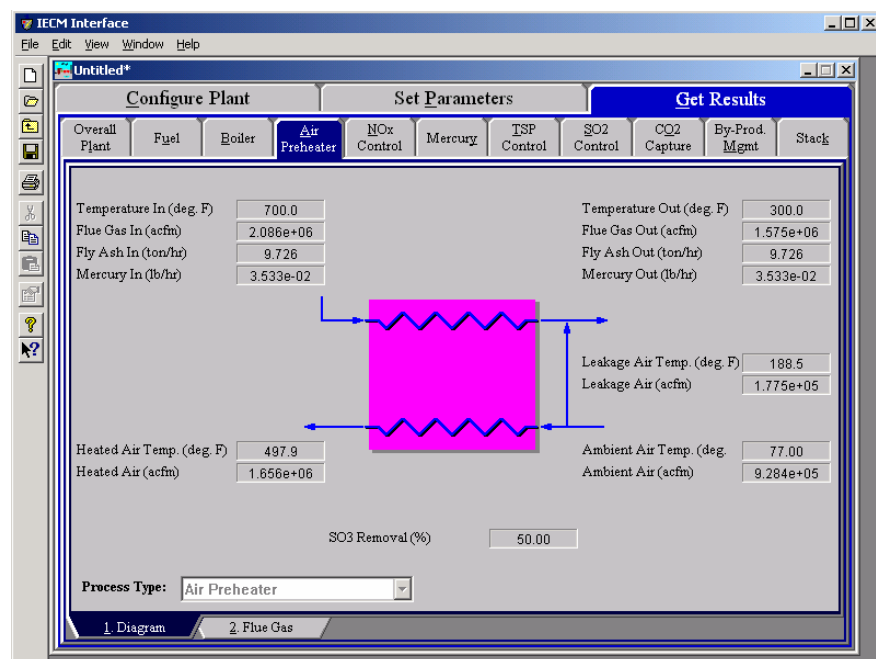 IECM Interface
File Edit View Window Help
Untitled*
Configure Plant Set Parameters Get Results
Overall Plant Fuel Boiler Air Preheater NOx Control Mercury TSP Control SO2 Control CO2 Capture By-Prod. Mgmt Stack
Temperature In (deg. F) 700.0
Flue Gas In (acfm) 2.086e+06
Fly Ash In (ton/hr) 9.726
Mercury In (lb/hr) 3.533e-02
Temperature Out (deg. F) 300.0
Flue Gas Out (acfm) 1.575e+06
Fly Ash Out (ton/hr) 9.726
Mercury Out (lb/hr) 3.533e-02
Leakage Air Temp. (deg. F) 188.5
Leakage Air (acfm) 1.775e+05
Heated Air Temp. (deg. F) 497.9
Heated Air (acfm) 1.656e+06
Ambient Air Temp. (deg. 77.00
Ambient Air (acfm) 9.284e+05
SO3 Removal (%) 50.00
Process Type: Air Preheater
1. Diagram 2. Flue Gas